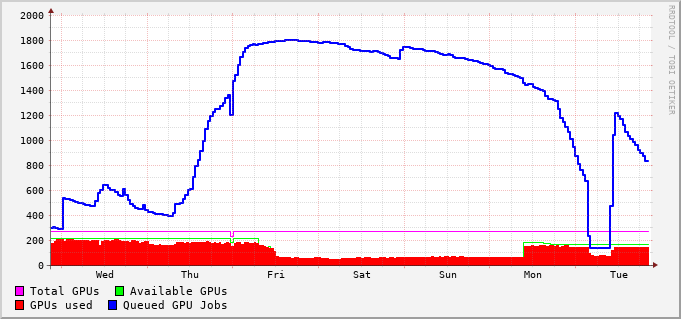 2000
1800
1600
1400
1200
1000
800
600
400
200
0
Wed Thu Fri Sat Sun Mon Tue
Total GPUs Available GPUs
GPUs used Queued GPU Jobs
RRDTOOL / TOBI OETIKER